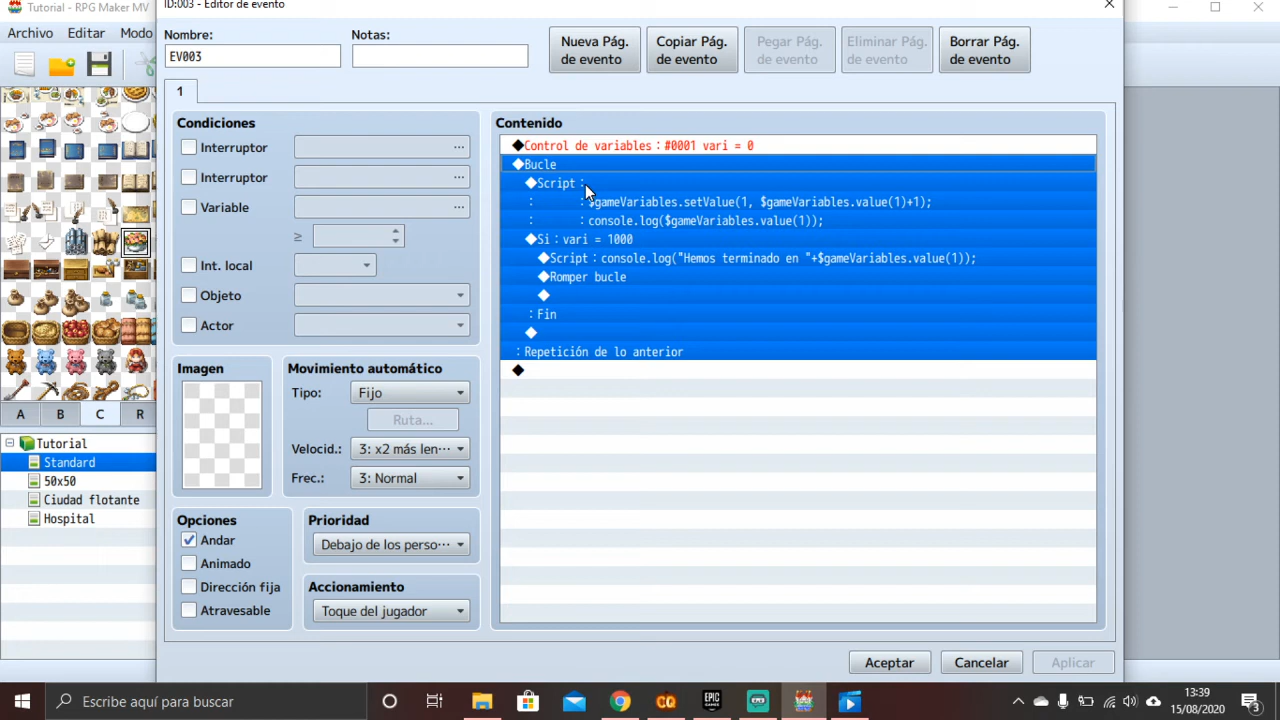 Tutorial - RPG Maker MV
ID:003 - Editor de evento
Archivo Editar Modo
Nombre: Notas:
EV003
Nueva Pág. de evento
Copiar Pág. de evento
Pegar Pág. de evento
Eliminar Pág. de evento
Borrar Pág. de evento
1
Condiciones
Interruptor ...
Interruptor ...
Variable ...
≥
Int. local
Objeto
Actor
Imagen
Movimiento automático
Tipo: Fijo
Ruta...
Velocid.: 3: x2 más len...
Frec.: 3: Normal
Opciones
Andar
Animado
Dirección fija
Atravesable
Prioridad
Debajo de los perso...
Accionamiento
Toque del jugador
Contenido
◆Control de variables：#0001 vari = 0
◆Bucle
◆Script：
： ：$gameVariables.setValue(1, $gameVariables.value(1)+1);
： ：console.log($gameVariables.value(1));
◆Si：vari = 1000
◆Script：console.log("Hemos terminado en "+$gameVariables.value(1));
◆Romper bucle
◆
：Fin
◆
：Repetición de lo anterior
◆
A B C R
Tutorial
Standard
50x50
Ciudad flotante
Hospital
Aceptar Cancelar Aplicar
Escribe aquí para buscar
EPIC GAMES
13:39
15/08/2020
3